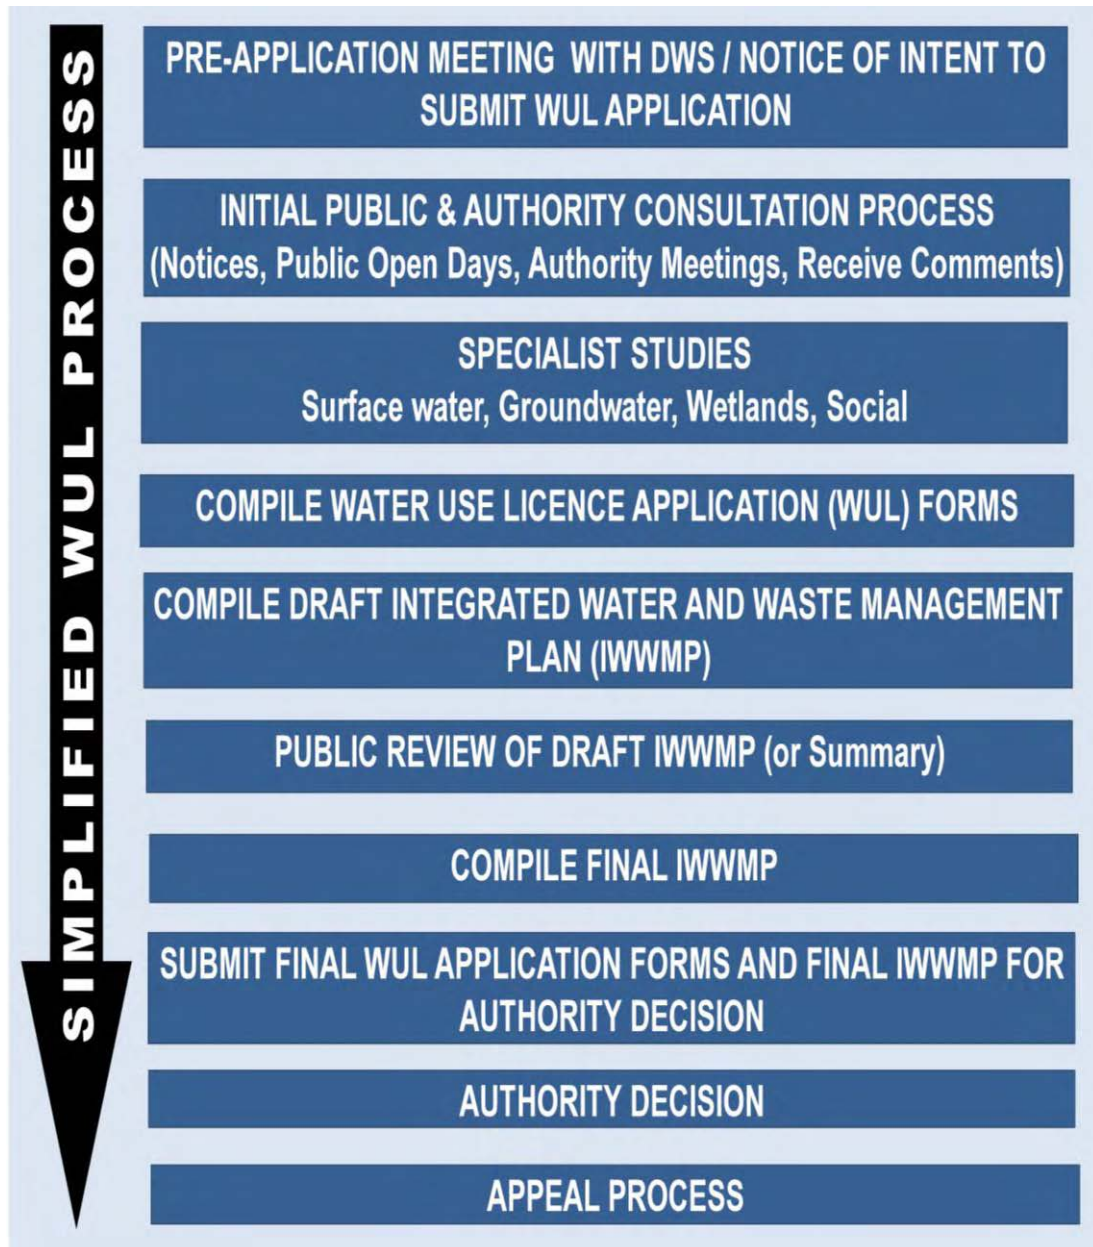 SIMPLIFIED WUL PROCESS
PRE-APPLICATION MEETING WITH DWS / NOTICE OF INTENT TO
SUBMIT WUL APPLICATION
INITIAL PUBLIC & AUTHORITY CONSULTATION PROCESS
(Notices, Public Open Days, Authority Meetings, Receive Comments)
SPECIALIST STUDIES
Surface water, Groundwater, Wetlands, Social
COMPILE WATER USE LICENCE APPLICATION (WUL) FORMS
COMPILE DRAFT INTEGRATED WATER AND WASTE MANAGEMENT
PLAN (IWWMP)
PUBLIC REVIEW OF DRAFT IWWMP (or Summary)
COMPILE FINAL IWWMP
SUBMIT FINAL WUL APPLICATION FORMS AND FINAL IWWMP FOR
AUTHORITY DECISION
AUTHORITY DECISION
APPEAL PROCESS